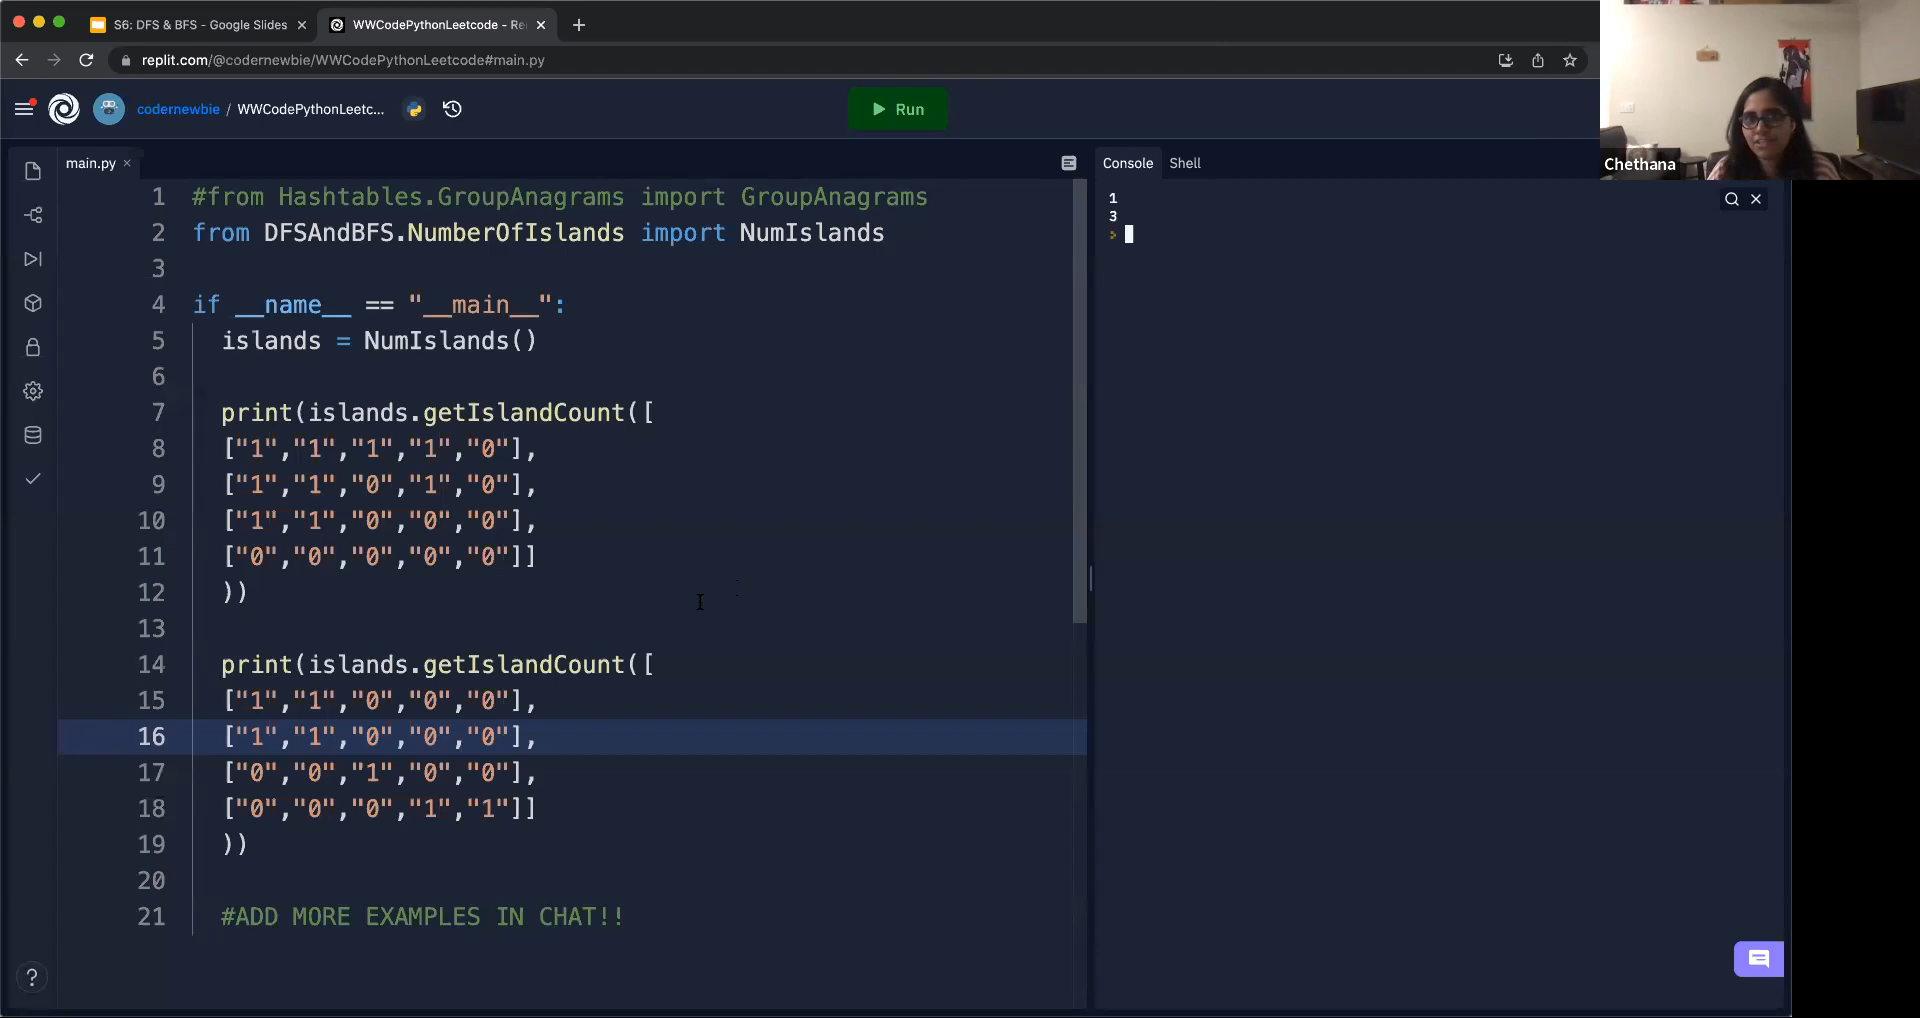 S6: DFS & BFS - Google Slides
WWCodePythonLeetcode - Re
replit.com/@codernewbie/WWCodePythonLeetcode#main.py
codernewbie / WWCodePythonLeetc...
Run
Chethana
main.py
Console
Shell
1 #from Hashtables.GroupAnagrams import GroupAnagrams
2 from DFSAndBFS.NumberOfIslands import NumIslands
3
4 if __name__ == "__main__":
5 islands = NumIslands()
6
7 print(islands.getIslandCount([
8 ["1","1","1","1","0"],
9 ["1","1","0","1","0"],
10 ["1","1","0","0","0"],
11 ["0","0","0","0","0"]]
12 ))
13
14 print(islands.getIslandCount([
15 ["1","1","0","0","0"],
16 ["1","1","0","0","0"],
17 ["0","0","1","0","0"],
18 ["0","0","0","1","1"]]
19 ))
20
21 #ADD MORE EXAMPLES IN CHAT!!
1
3